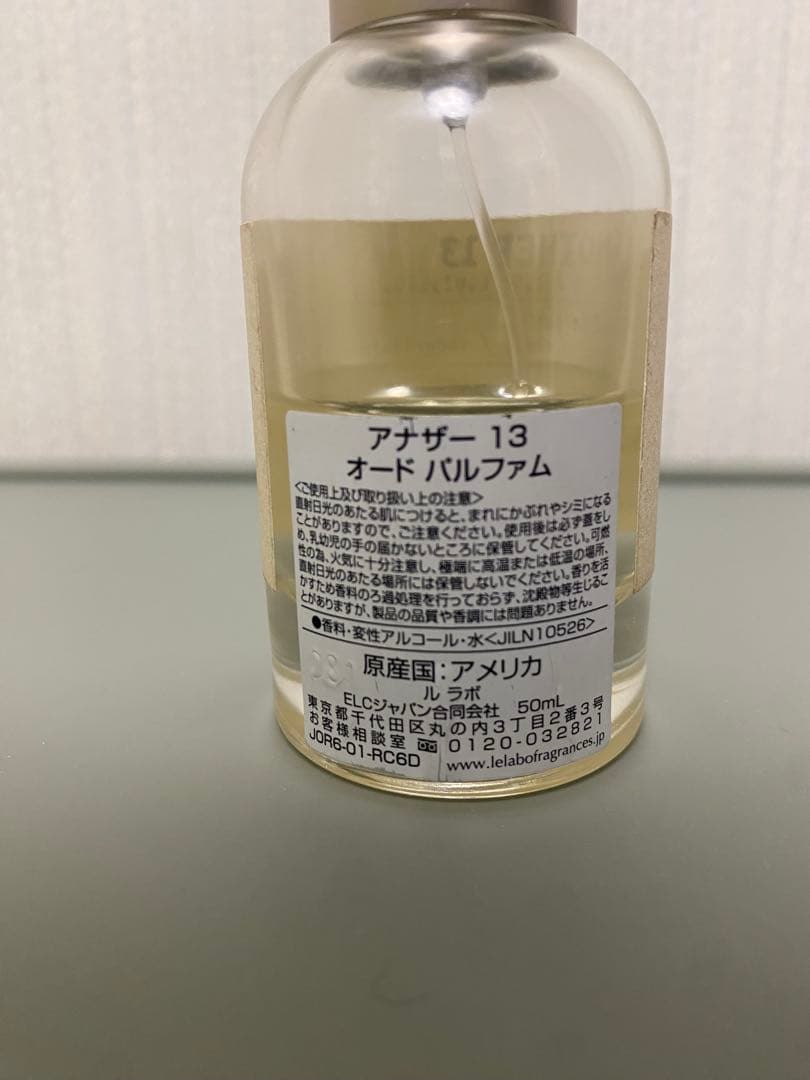 アナザー 13
オード パルファム
<ご使用上及び取り扱い上の注意>
直射日光のあたる肌につけると、まれにかぶれやシミになる
ことがありますので、ご注意ください。使用後は必ず蓋をし
め、乳幼児の手の届かないところに保管してください。可燃
性の為、火気に十分注意し、極端に高温または低温の場所、
直射日光のあたる場所には保管しないでください。香りを活
かすため香料のろ過処理を行っておらず、沈殿物等生じるこ
とがありますが、製品の品質や香調には問題ありません。
●香料・変性アルコール・水<JILN10526>
原産国:アメリカ
ル ラボ
ELCジャパン合同会社 50mL
東京都千代田区丸の内3丁目2番3号
お客様相談室 0120-032821
J0R6-01-RC6D www.lelabofragrances.jp